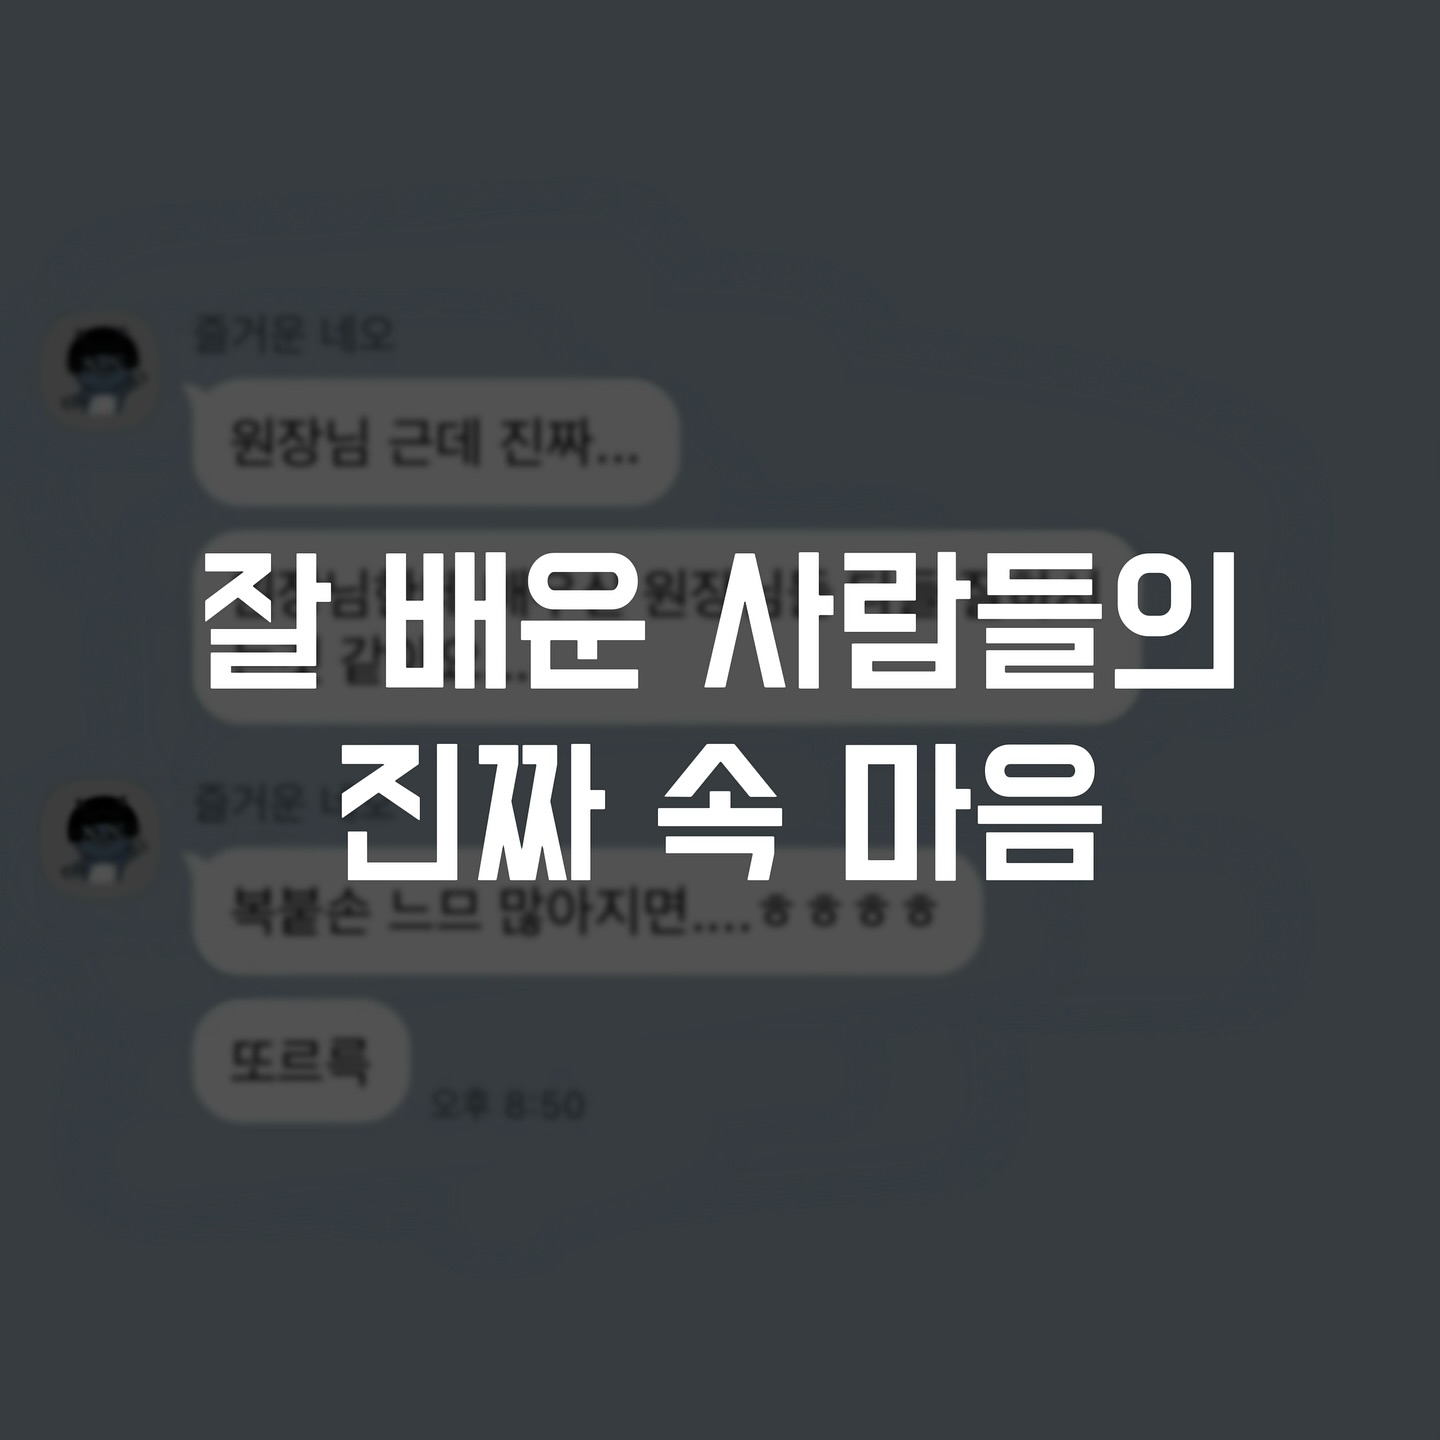 즐거운 네오
원장님 근데 진짜...
잘 배운 사람들의
진짜 속 마음
즐거운 네오
복붙손 느므 많아지면....ㅎㅎㅎㅎ
또르륵
오후 8:50